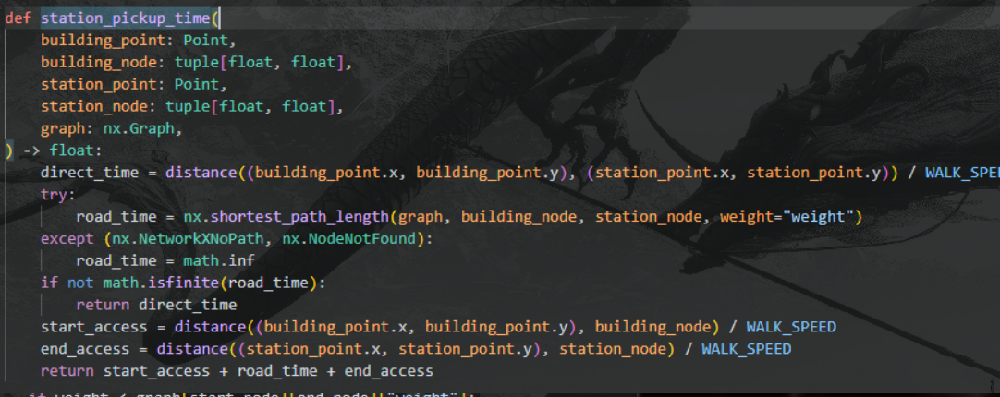 def station_pickup_time(
    building_point: Point,
    building_node: tuple[float, float],
    station_point: Point,
    station_node: tuple[float, float],
    graph: nx.Graph,
) -> float:
    direct_time = distance((building_point.x, building_point.y), (station_point.x, station_point.y)) / WALK_SPE
    try:
        road_time = nx.shortest_path_length(graph, building_node, station_node, weight="weight")
    except (nx.NetworkXNoPath, nx.NodeNotFound):
        road_time = math.inf
    if not math.isfinite(road_time):
        return direct_time
    start_access = distance((building_point.x, building_point.y), building_node) / WALK_SPEED
    end_access = distance((station_point.x, station_point.y), station_node) / WALK_SPEED
    return start_access + road_time + end_access